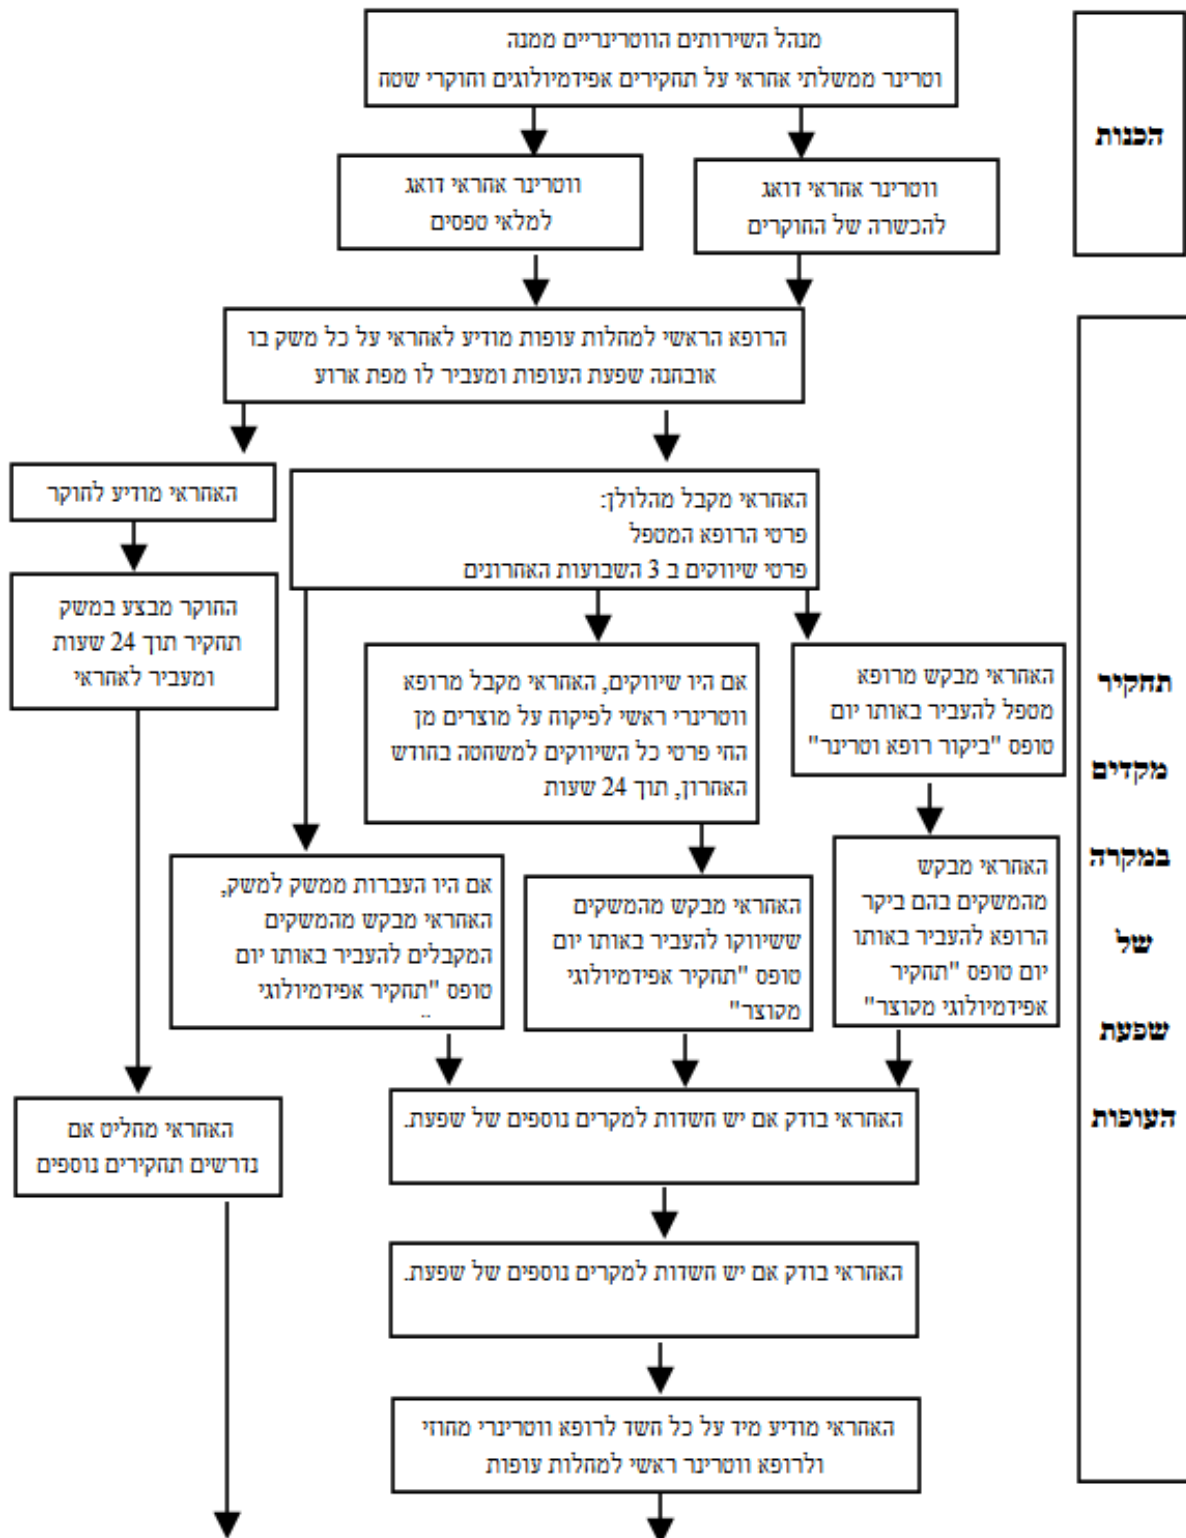 מנהל השירותים הווטרינריים ממנה
וטרינר ממשלתי אחראי על תחקירים אפידמיולוגים וחוקרי שטח
הכנות
ווטרינר אחראי דואג
להכשרה של החוקרים
ווטרינר אחראי דואג
למלאי טפסים
הרופא הראשי למחלות עופות מודיע לאחראי על כל משק בו
אובחנה שפעת העופות ומעביר לו מפת ארוע
תחקיר
מקדים
במקרה
של
שפעת
העופות
האחראי מקבל מהלולן:
פרטי הרופא המטפל
פרטי שיווקים ב 3 השבועות האחרונים
האחראי מודיע לחוקר
החוקר מבצע במשק
תחקיר תוך 24 שעות
ומעביר לאחראי
האחראי מבקש מרופא
מטפל להעביר באותו יום
טופס "ביקור רופא וטרינר"
אם היו שיווקים, האחראי מקבל מרופא
ווטרינרי ראשי לפיקוח על מוצרים מן
החי פרטי כל השיווקים למשחטה בחודש
האחרון, תוך 24 שעות
האחראי מבקש
מהמשקים בהם ביקר
הרופא להעביר באותו
יום טופס "תחקיר
אפידמיולוגי מקוצר"
האחראי מבקש מהמשקים
ששיווקו להעביר באותו יום
טופס "תחקיר אפידמיולוגי
מקוצר"
אם היו העברות ממשק למשק,
האחראי מבקש מהמשקים
המקבלים להעביר באותו יום
טופס "תחקיר אפידמיולוגי
"
האחראי בודק אם יש חשדות למקרים נוספים של שפעת.
האחראי מחליט אם
נדרשים תחקירים נוספים
האחראי בודק אם יש חשדות למקרים נוספים של שפעת.
האחראי מודיע מיד על כל חשד לרופא ווטרינרי מחוזי
ולרופא ווטרינר ראשי למחלות עופות